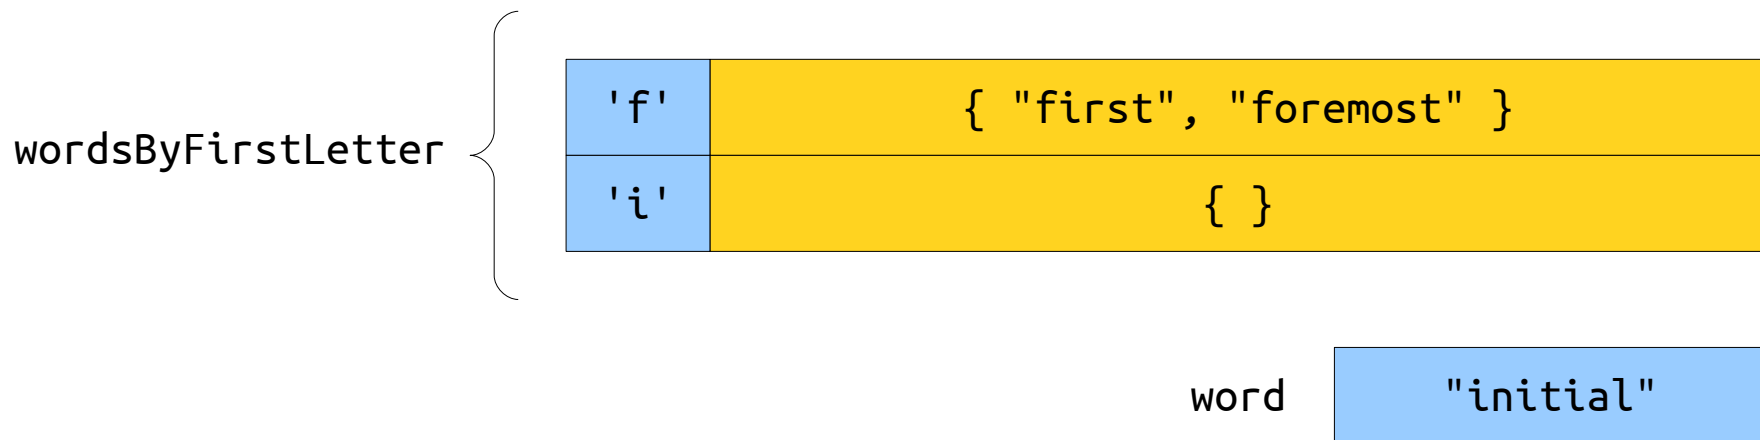 'f' { "first", "foremost" }
wordsByFirstLetter
'i' { }
word "initial"